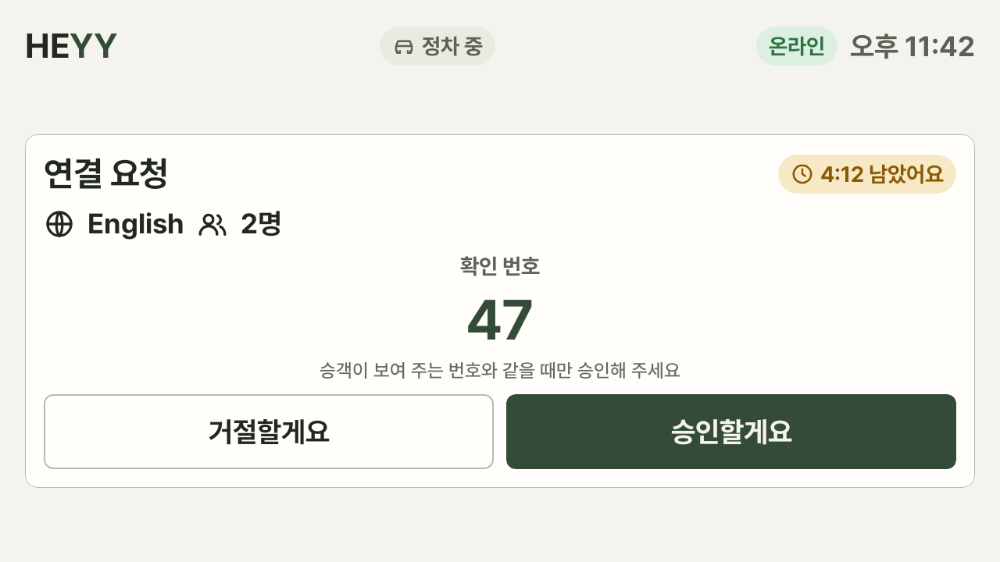 HEYY
정차 중
온라인 오후 11:42
연결 요청
4:12 남았어요
English 2명
확인 번호
47
승객이 보여 주는 번호와 같을 때만 승인해 주세요
거절할게요
승인할게요